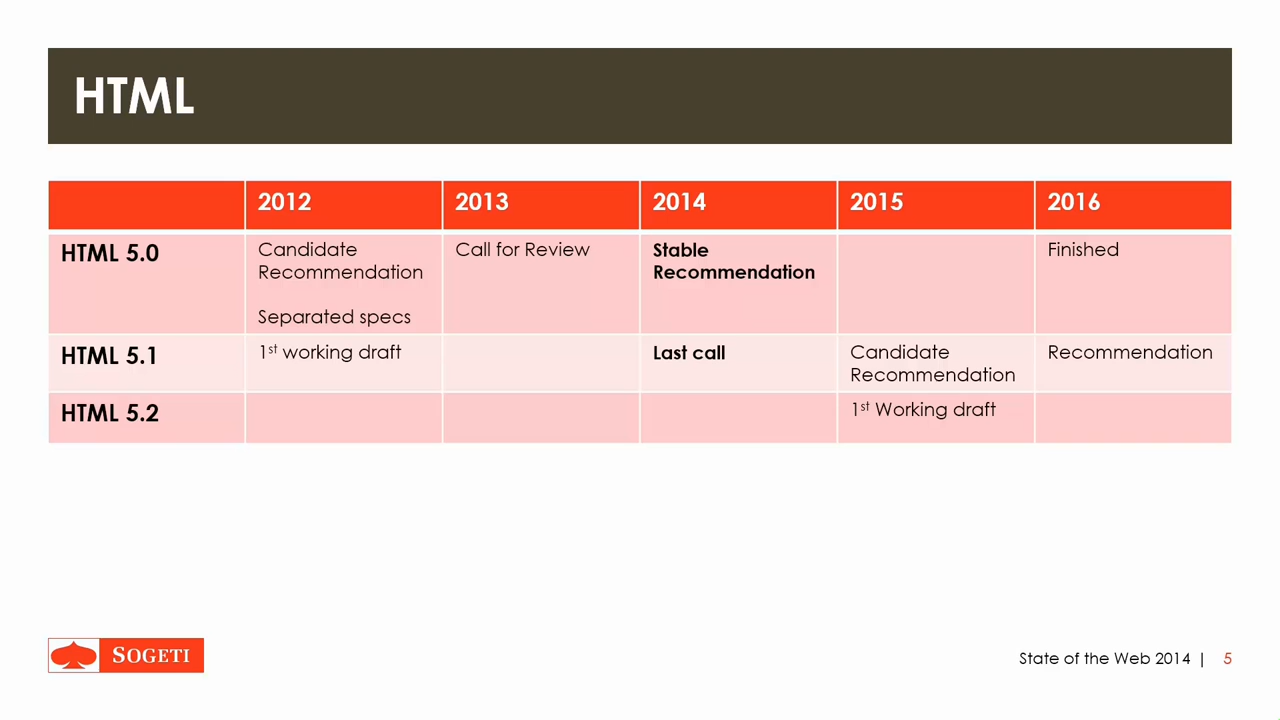 HTML
2012 2013 2014 2015 2016
HTML 5.0
Candidate
Recommendation
Separated specs
Call for Review
Stable
Recommendation
Finished
HTML 5.1
1st working draft
Last call
Candidate
Recommendation
Recommendation
HTML 5.2
1st Working draft
SOGETI
State of the Web 2014 | 5